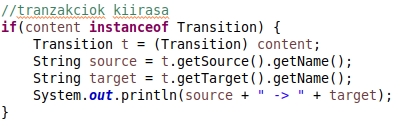 //tranzakciok kiirasa
if(content instanceof Transition) {
    Transition t = (Transition) content;
    String source = t.getSource().getName();
    String target = t.getTarget().getName();
    System.out.println(source + " -> " + target);
}